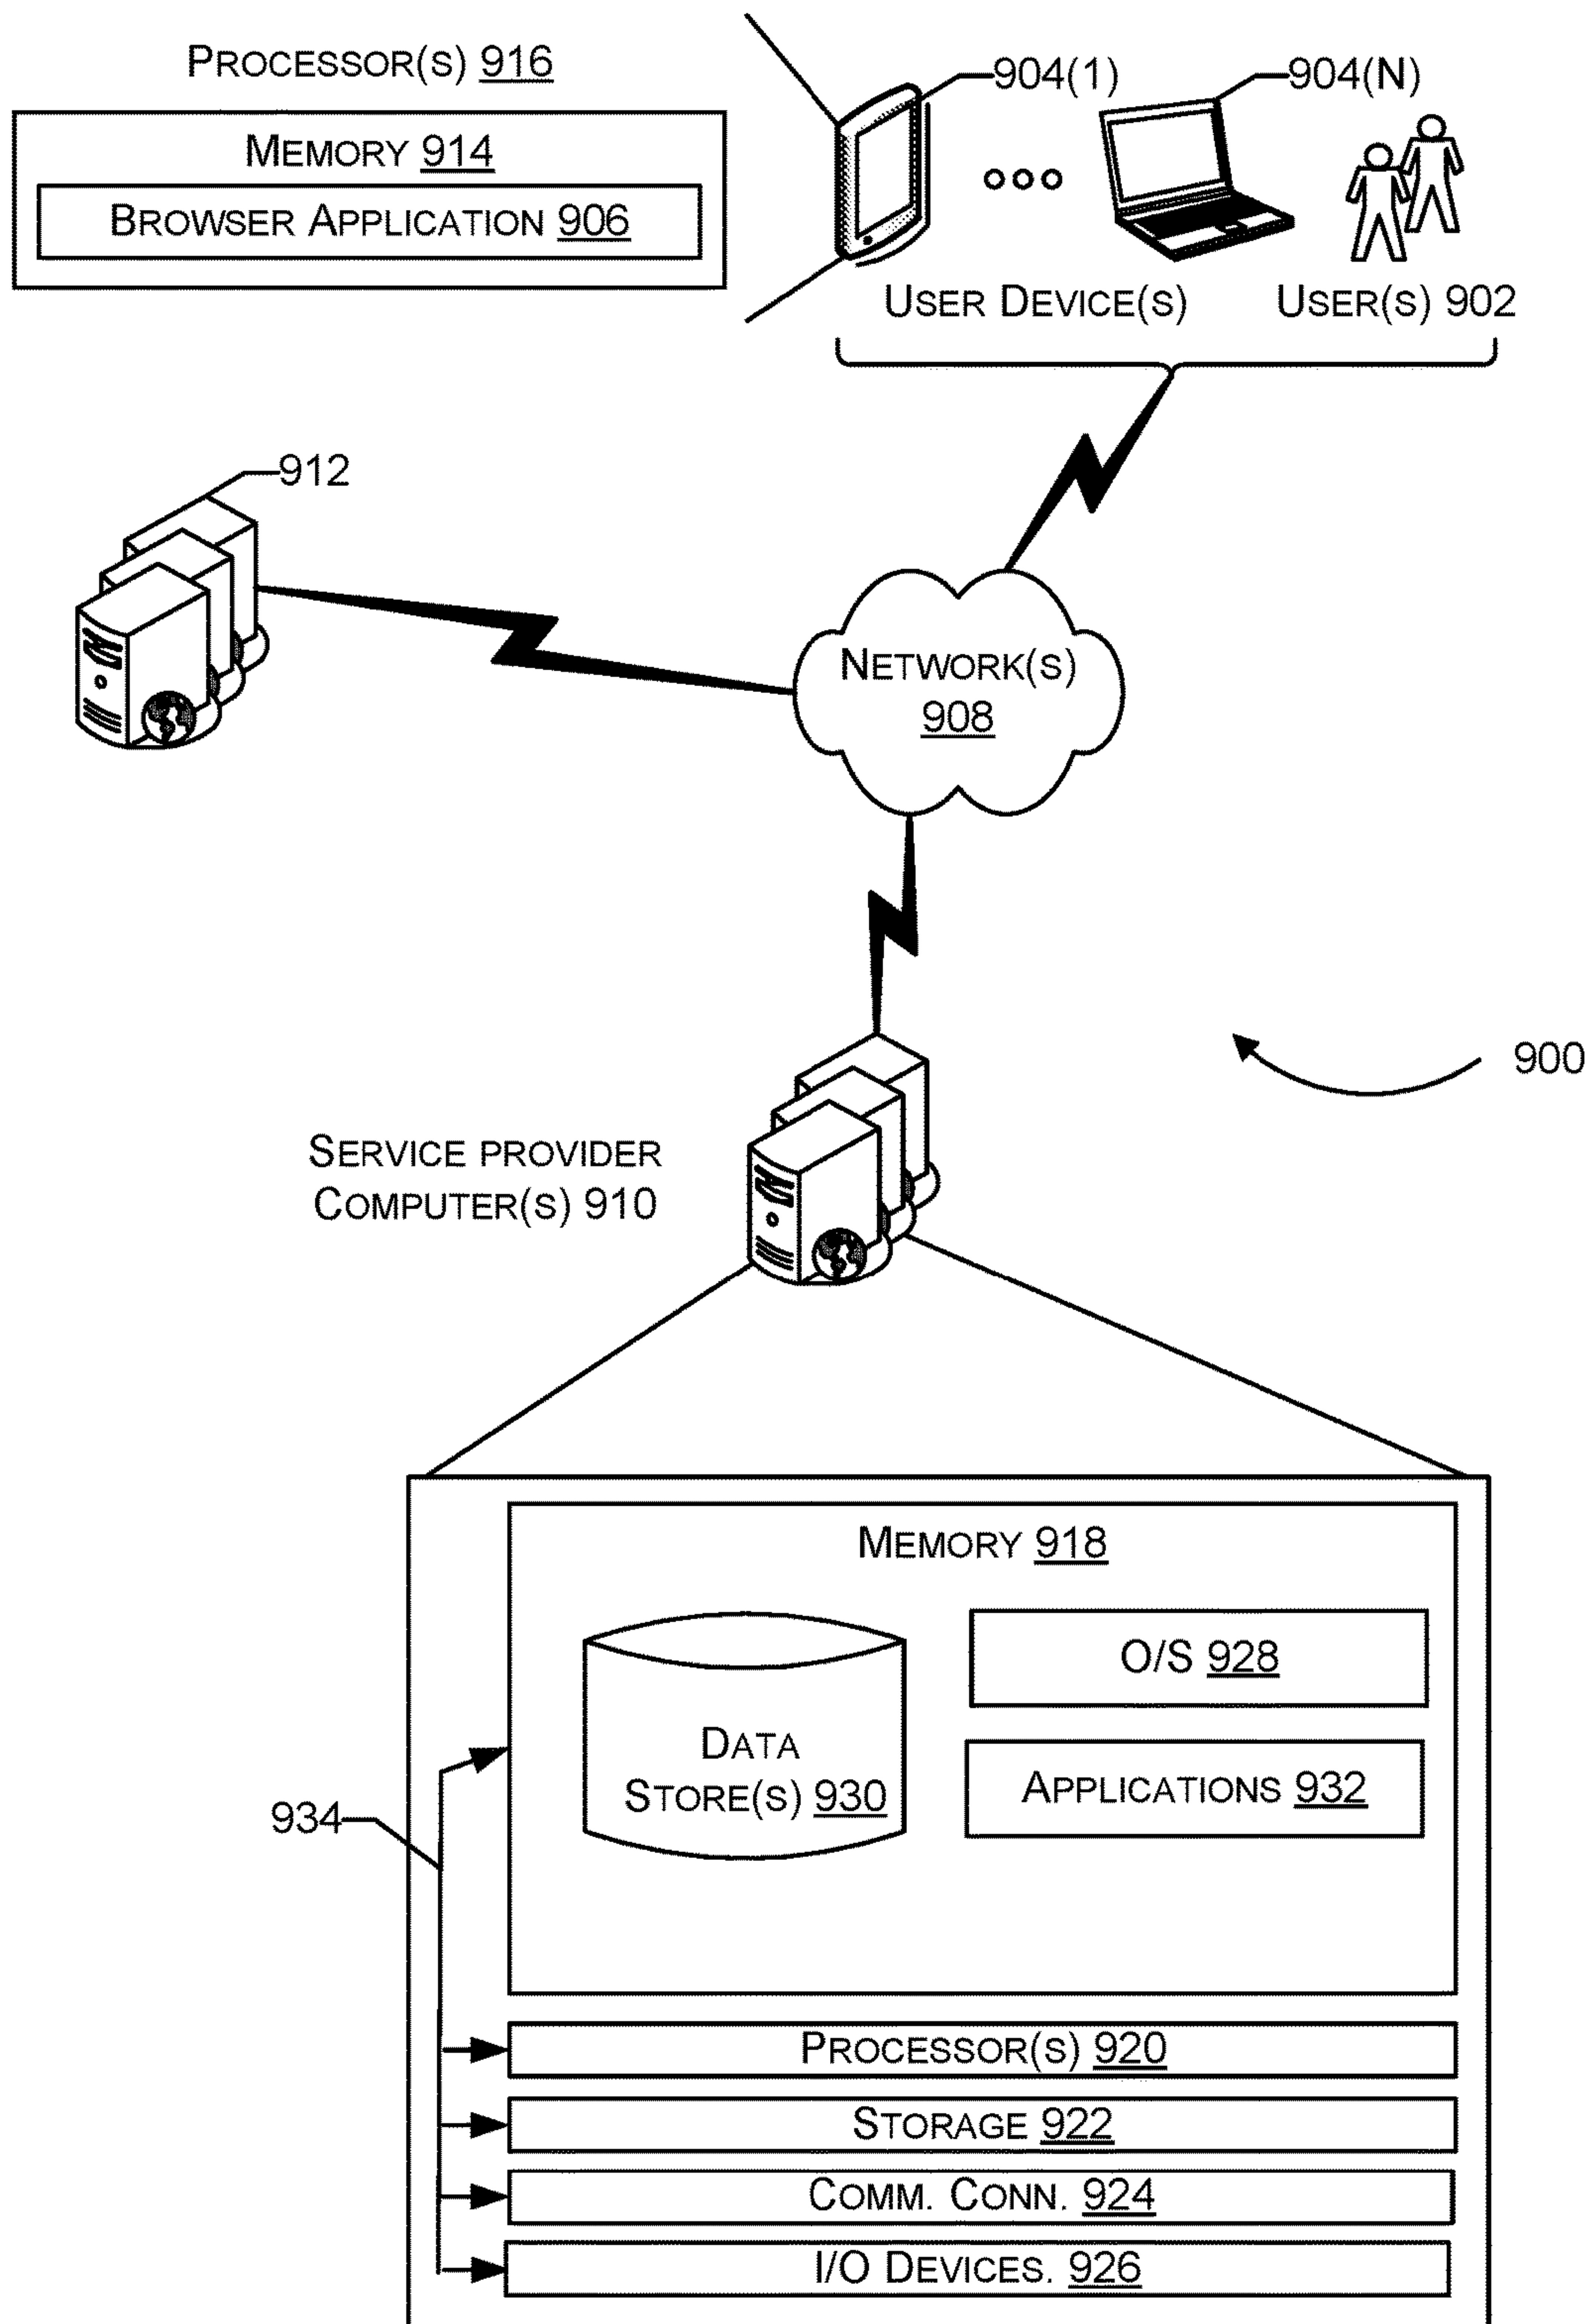 PROCESSOR(S) 916
MEMORY 914
BROWSER APPLICATION 906
904(1)
904(N)
USER DEVICE(S)
USER(S) 902
912
NETWORK(S)
908
900
SERVICE PROVIDER
COMPUTER(S) 910
MEMORY 918
O/S 928
DATA
STORE(S) 930
APPLICATIONS 932
934
PROCESSOR(S) 920
STORAGE 922
COMM. CONN. 924
I/O DEVICES. 926